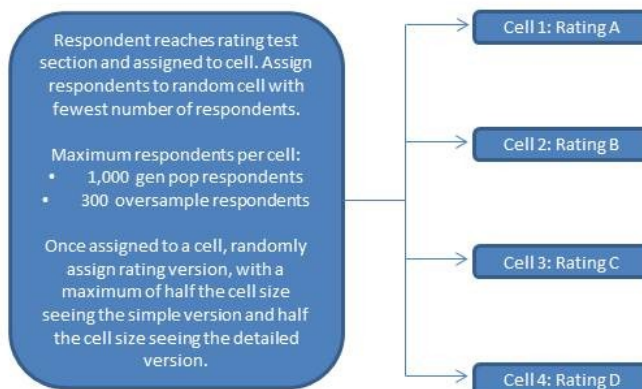 Respondent reaches rating test
section and assigned to cell. Assign
respondents to random cell with
fewest number of respondents.
Maximum respondents per cell:
• 1,000 gen pop respondents
• 300 oversample respondents
Once assigned to a cell, randomly
assign rating version, with a
maximum of half the cell size
seeing the simple version and half
the cell size seeing the detailed
version.
Cell 1: Rating A
Cell 2: Rating B
Cell 3: Rating C
Cell 4: Rating D